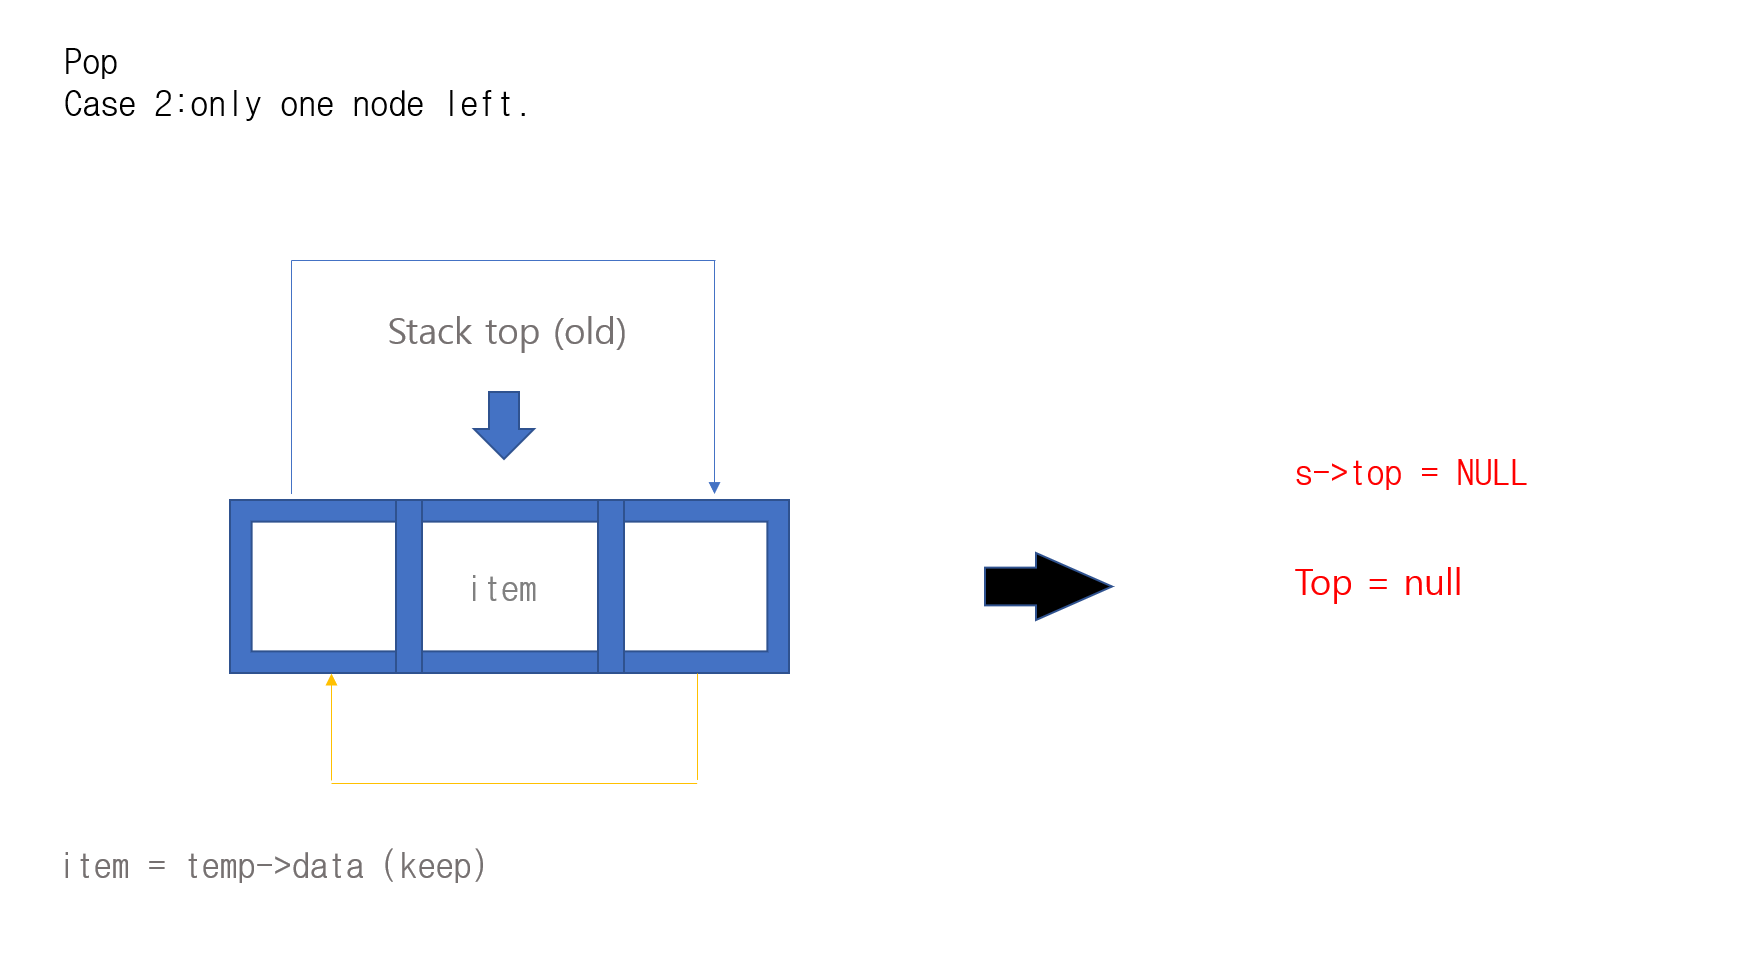 Pop
Case 2:only one node left.
Stack top (old)
item
s->top = NULL
Top = null
item = temp->data (keep)